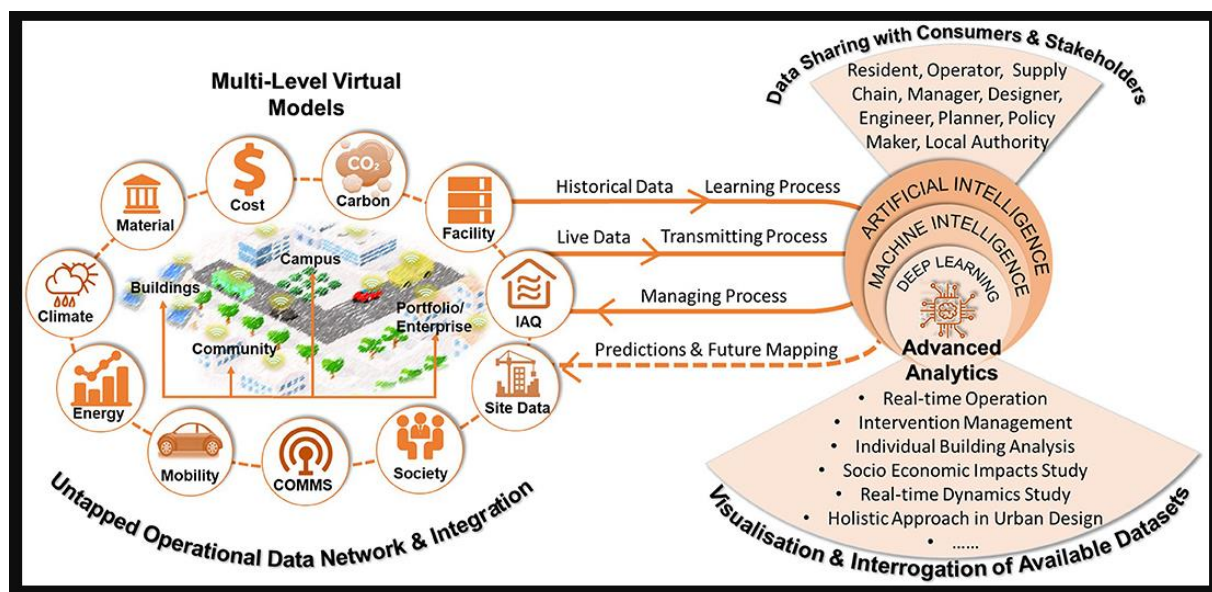 Multi-Level Virtual
Models
Material
Cost
CO₂
Carbon
Facility
Climate
IAQ
Energy
Mobility
COMMS
Society
Site Data
Buildings
Campus
Community
Portfolio/
Enterprise
Untapped Operational Data Network & Integration
Historical Data
Learning Process
Live Data
Transmitting Process
Managing Process
Predictions & Future Mapping
Data Sharing with Consumers & Stakeholders
Resident, Operator, Supply
Chain, Manager, Designer,
Engineer, Planner, Policy
Maker, Local Authority
ARTIFICIAL INTELLIGENCE
MACHINE INTELLIGENCE
DEEP LEARNING
Advanced
Analytics
• Real-time Operation
• Intervention Management
• Individual Building Analysis
• Socio Economic Impacts Study
• Real-time Dynamics Study
• Holistic Approach in Urban Design
• ......
Visualisation & Interrogation of Available Datasets